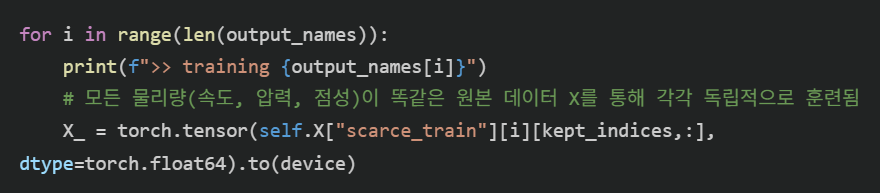 for i in range(len(output_names)):
    print(f">> training {output_names[i]}")
    # 모든 물리량(속도, 압력, 점성)이 똑같은 원본 데이터 X를 통해 각각 독립적으로 훈련됨
    X_ = torch.tensor(self.X["scarce_train"][i][kept_indices,:],
dtype=torch.float64).to(device)